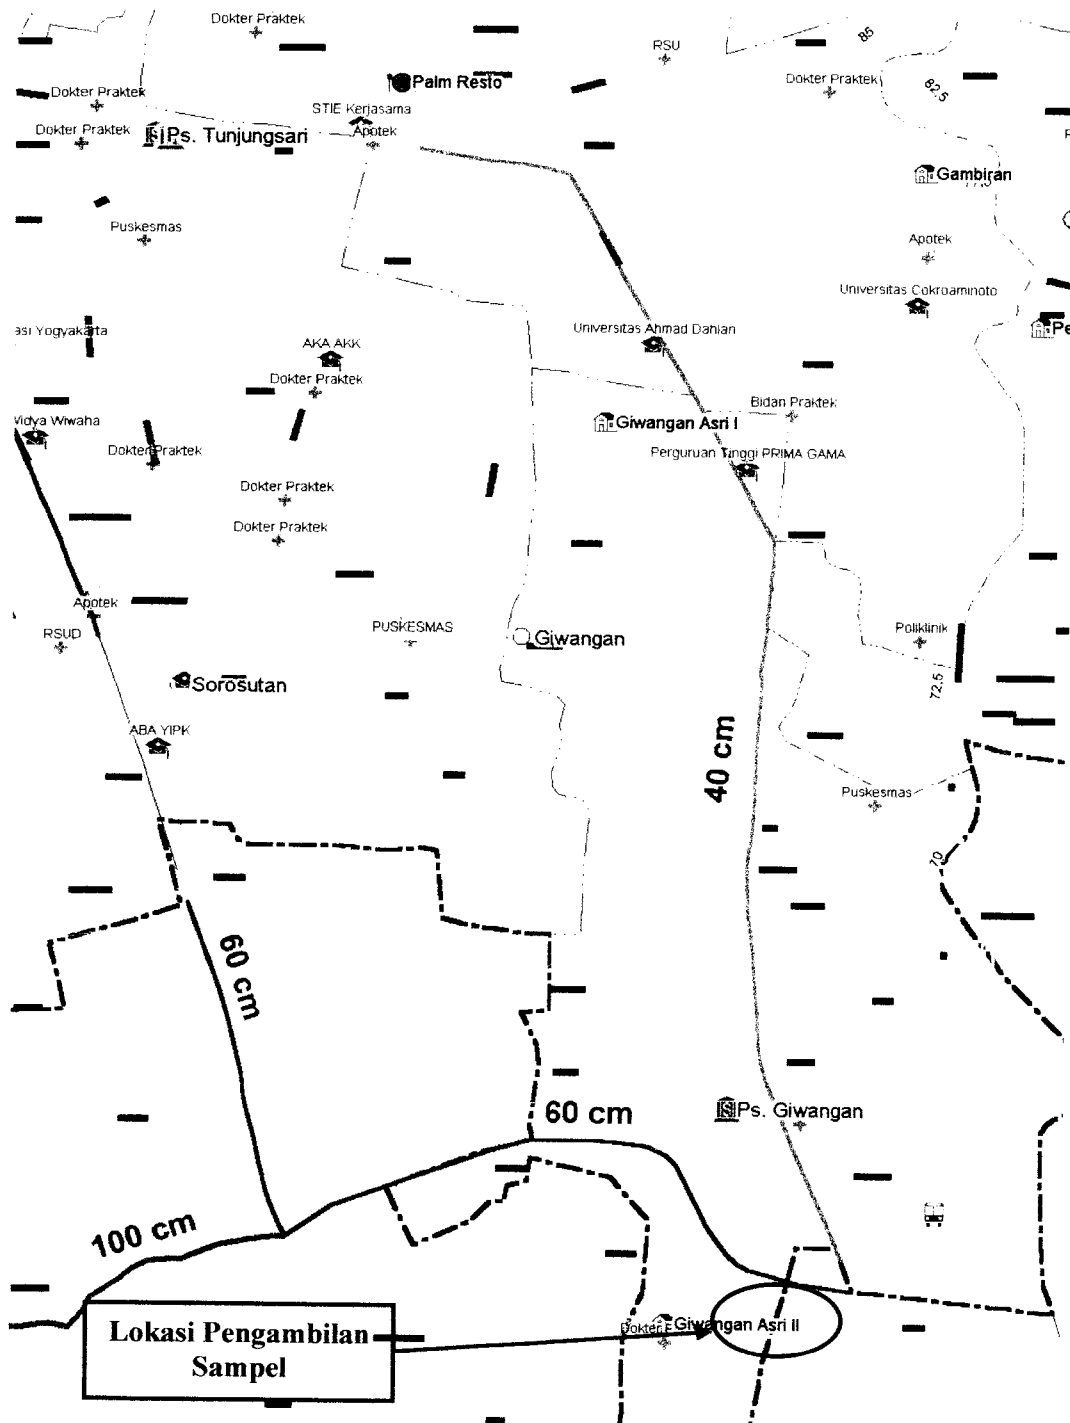 Dokter Praktek
RSU
85
Palm Resto
Dokter Praktek
Dokter Praktek
82.5
STIE Kerjasama
Dokter Praktek
Ps. Tunjungsari
Apotek
Gambiran
Puskesmas
Apotek
Universitas Cokroaminoto
asi Yogyakarta
Universitas Ahmad Dahlan
Pe
AKA AKK
Dokter Praktek
Bidan Praktek
Widya Wiwaha
Giwangan Asri I
Dokter Praktek
Perguruan Tinggi PRIMA GAMA
Dokter Praktek
Dokter Praktek
Apotek
RSUD
PUSKESMAS
Giwangan
Poliklinik
Sorosutan
72.5
ABA YIPK
40 cm
Puskesmas
70
60 cm
60 cm
Ps. Giwangan
100 cm
Lokasi Pengambilan
Sampel
Giwangan Asri II